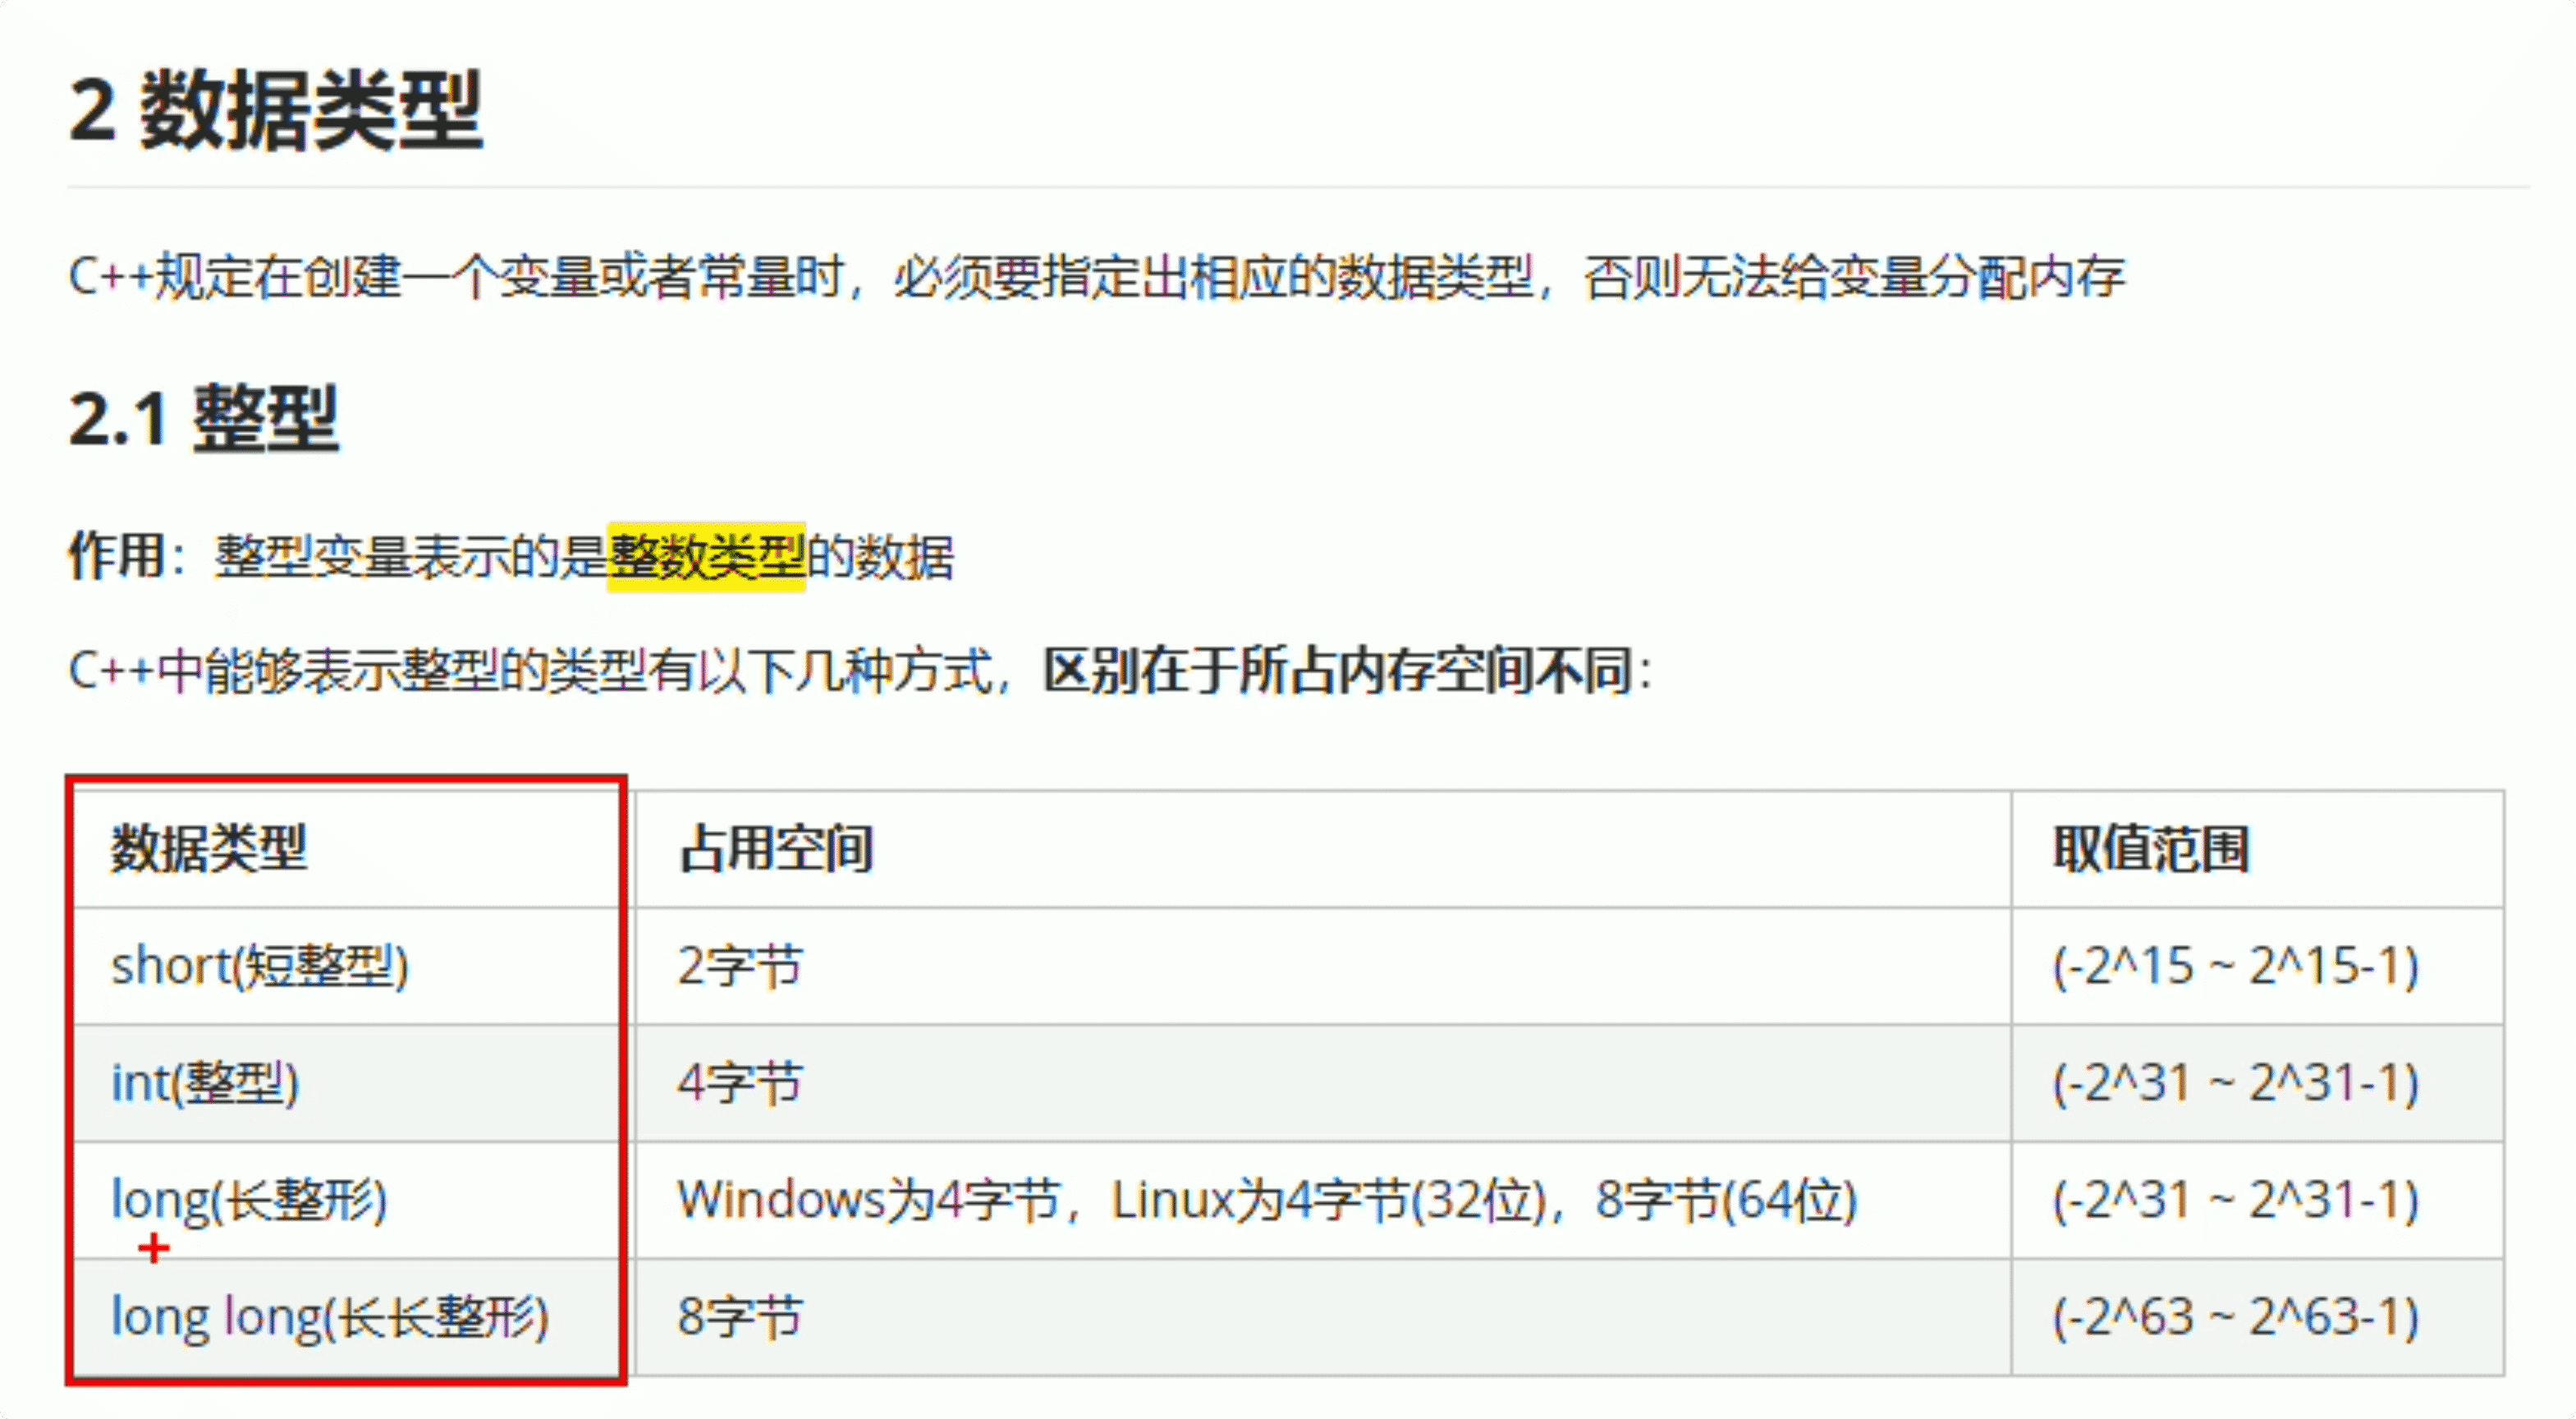 2 数据类型
C++规定在创建一个变量或者常量时，必须要指定出相应的数据类型，否则无法给变量分配内存
2.1 整型
作用：整型变量表示的是整数类型的数据
C++中能够表示整型的类型有以下几种方式，区别在于所占内存空间不同：
数据类型 占用空间 取值范围
short(短整型) 2字节 (-2^15 ~ 2^15-1)
int(整型) 4字节 (-2^31 ~ 2^31-1)
long(长整形) Windows为4字节，Linux为4字节(32位)，8字节(64位) (-2^31 ~ 2^31-1)
long long(长长整形) 8字节 (-2^63 ~ 2^63-1)